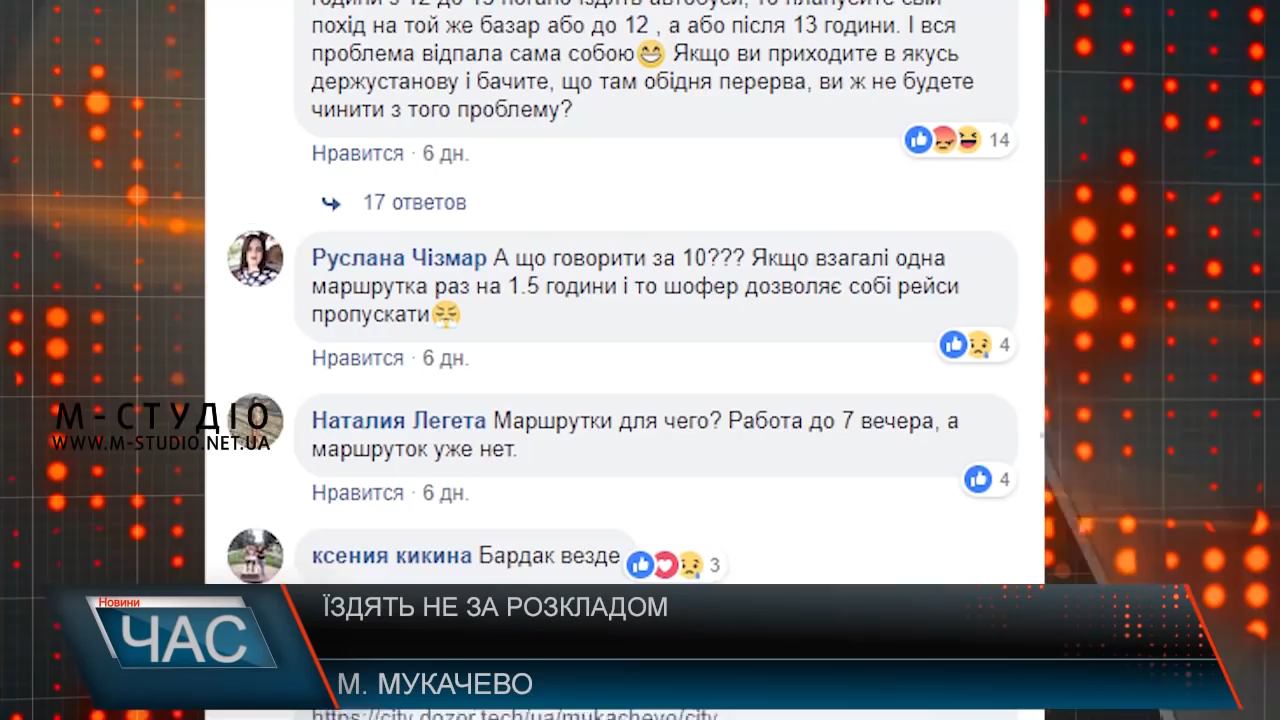 години з 12 до 13 погано їздять автобуси, то плануйте свій
похід на той же базар або до 12 , а або після 13 години. І вся
проблема відпала сама собою😁 Якщо ви приходите в якусь
держустанову і бачите, що там обідня перерва, ви ж не будете
чинити з того проблему?
14
Нравится · 6 дн.
17 ответов
Руслана Чізмар А що говорити за 10??? Якщо взагалі одна
маршрутка раз на 1.5 години і то шофер дозволяє собі рейси
пропускати😤
4
Нравится · 6 дн.
М-СТУДІО
WWW.M-STUDIO.NET.UA
Наталия Легета Маршрутки для чего? Работа до 7 вечера, а
маршруток уже нет.
4
Нравится · 6 дн.
ксения кикина Бардак везде
3
Новини
ЧАС
ЇЗДЯТЬ НЕ ЗА РОЗКЛАДОМ
М. МУКАЧЕВО
https://city.dozor.tech/ua/mukachevo/city